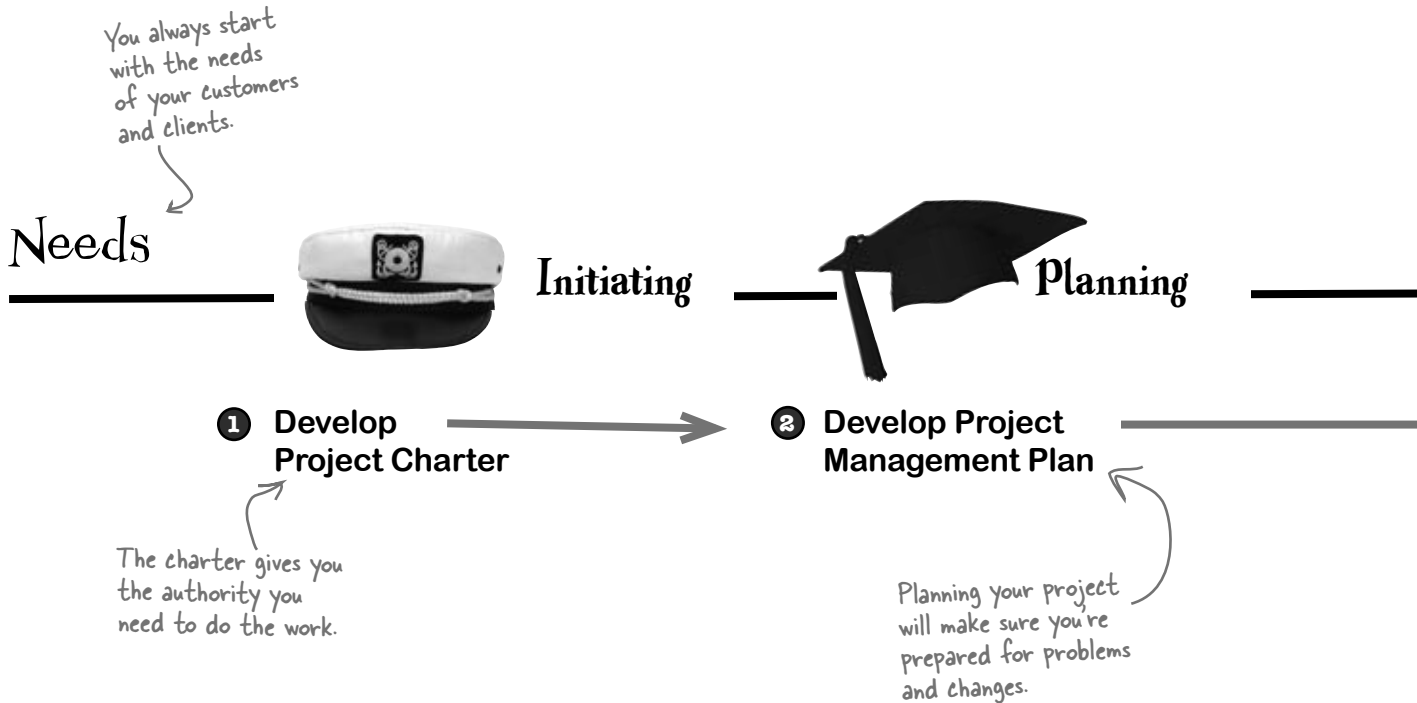 You always start
with the needs
of your customers
and clients.
Needs
Initiating
Planning
1 Develop
Project Charter
2 Develop Project
Management Plan
The charter gives you
the authority you
need to do the work.
Planning your project
will make sure you're
prepared for problems
and changes.